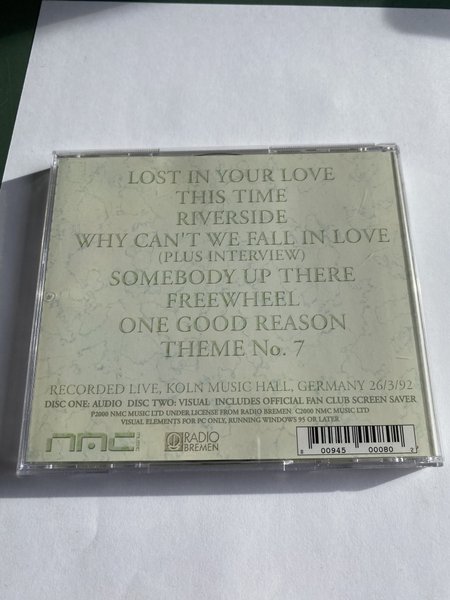 LOST IN YOUR LOVE
THIS TIME
RIVERSIDE
WHY CAN'T WE FALL IN LOVE
(PLUS INTERVIEW)
SOMEBODY UP THERE
FREEWHEEL
ONE GOOD REASON
THEME No. 7
RECORDED LIVE, KOLN MUSIC HALL, GERMANY 26/3/92
DISC ONE: AUDIO DISC TWO: VISUAL INCLUDES OFFICIAL FAN CLUB SCREEN SAVER
P2000 NMC MUSIC LTD UNDER LICENSE FROM RADIO BREMEN C2000 NMC MUSIC LTD
VISUAL ELEMENTS FOR PC ONLY, RUNNING WINDOWS 95 OR LATER
nmc MUSIC
RADIO
BREMEN
8 00945 00080 2